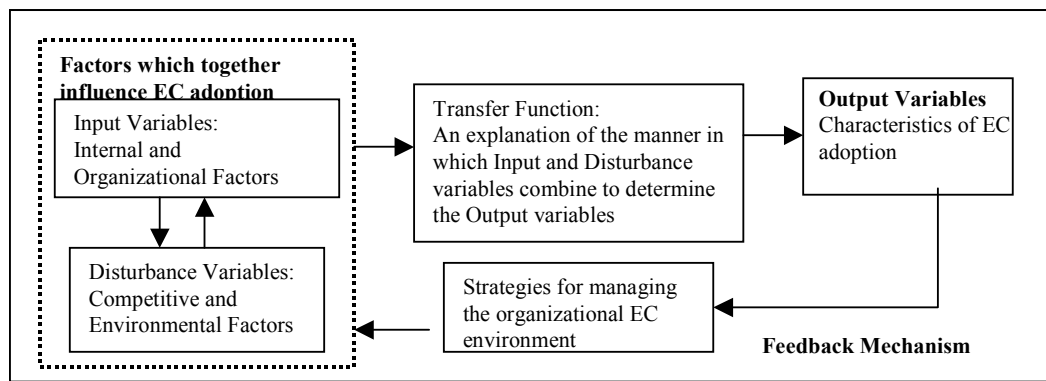 Factors which together
influence EC adoption
Input Variables:
Internal and
Organizational Factors
Disturbance Variables:
Competitive and
Environmental Factors
Transfer Function:
An explanation of the manner in
which Input and Disturbance
variables combine to determine
the Output variables
Output Variables
Characteristics of EC
adoption
Strategies for managing
the organizational EC
environment
Feedback Mechanism